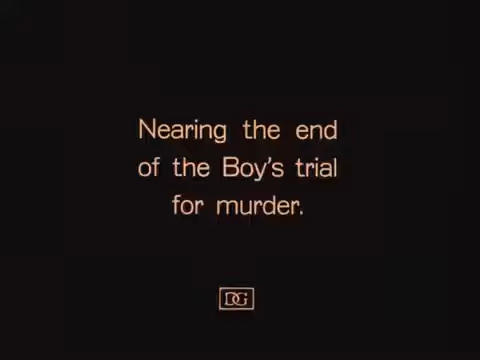 Nearing the end
of the Boy's trial
for murder.
DG